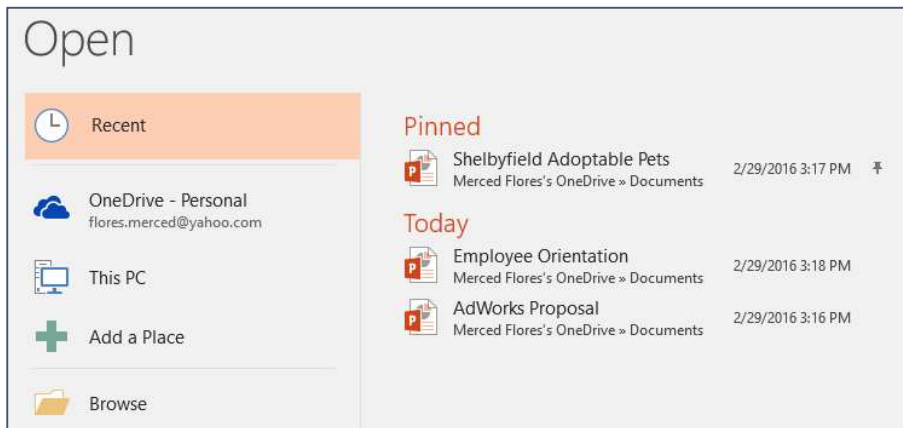 Open
Recent
OneDrive - Personal
flores.merced@yahoo.com
This PC
Add a Place
Browse
Pinned
Shelbyfield Adoptable Pets
Merced Flores's OneDrive » Documents
2/29/2016 3:17 PM
Today
Employee Orientation
Merced Flores's OneDrive » Documents
2/29/2016 3:18 PM
AdWorks Proposal
Merced Flores's OneDrive » Documents
2/29/2016 3:16 PM